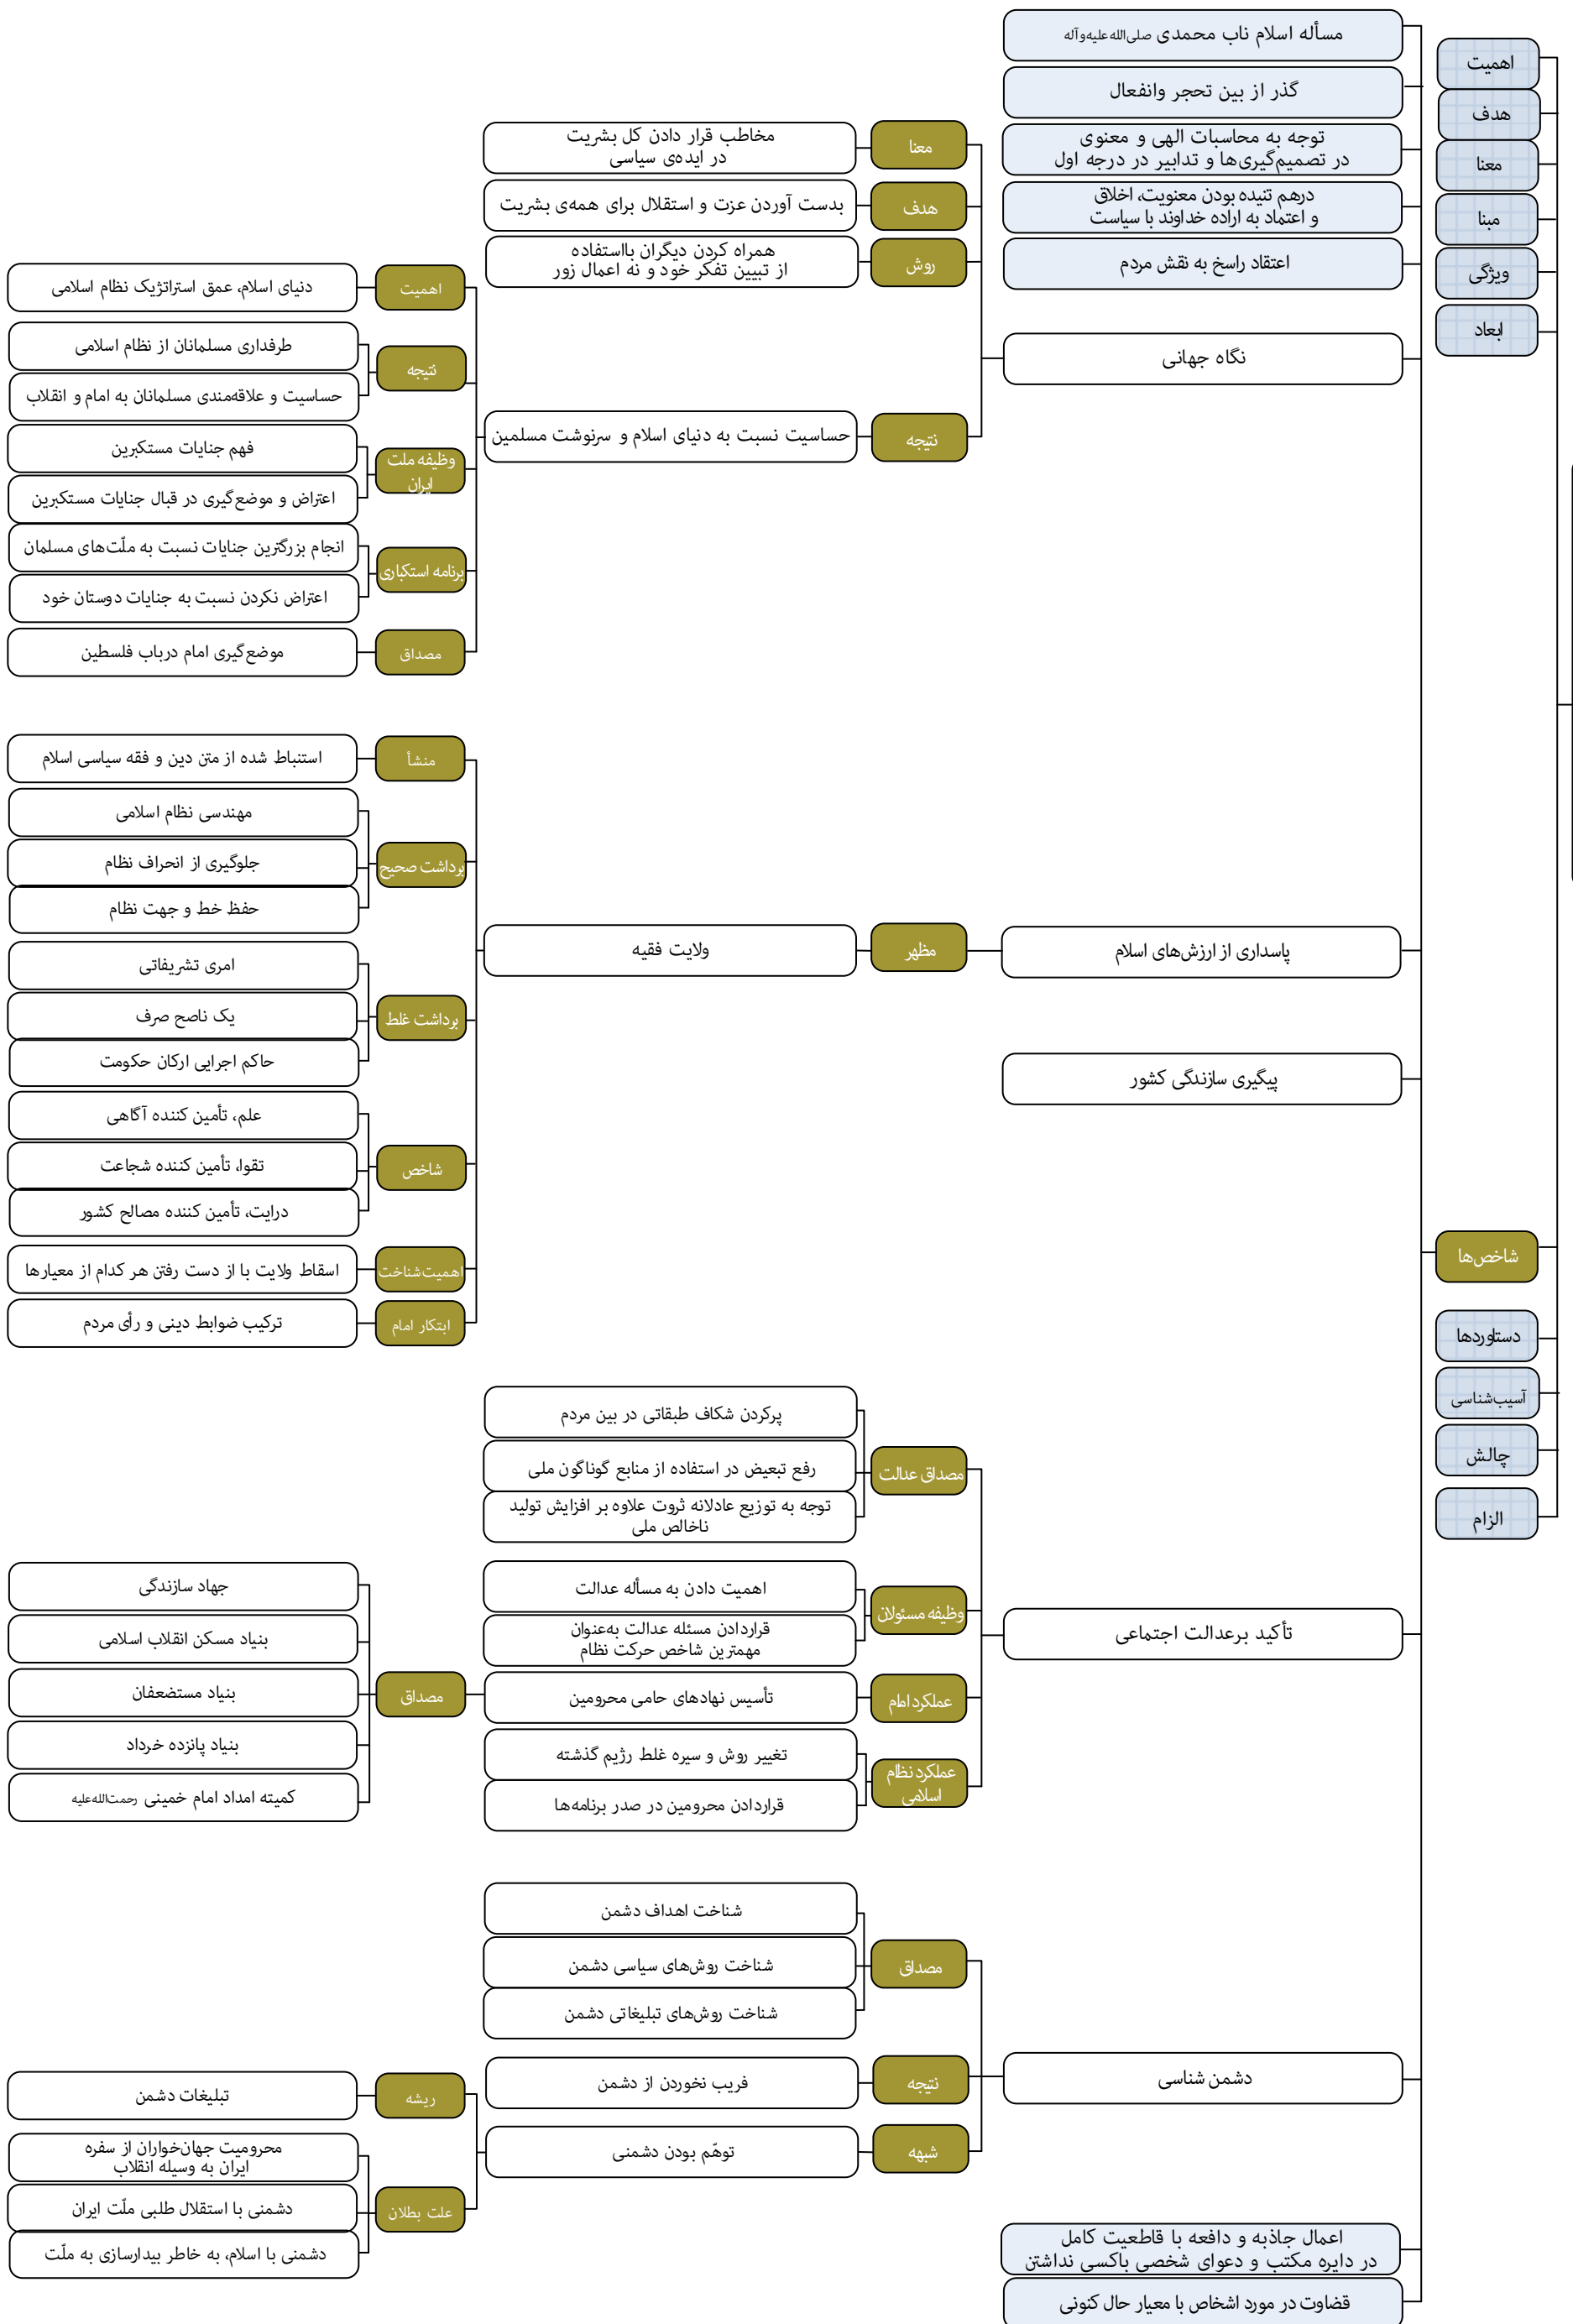 اهمیت
هدف
معنا
مبنا
ویژگی
ابعاد
شاخص‌ها
دستاوردها
آسیب‌شناسی
چالش
الزام
مسأله اسلام ناب محمدی صلی‌الله‌علیه‌وآله
گذر از بین تحجر وانفعال
توجه به محاسبات الهی و معنوی
در تصمیم‌گیری‌ها و تدابیر در درجه اول
درهم تنیده بودن معنویت، اخلاق
و اعتماد به اراده خداوند با سیاست
اعتقاد راسخ به نقش مردم
نگاه جهانی
معنا
مخاطب قرار دادن کل بشریت
در ایده‌ی سیاسی
هدف
بدست آوردن عزت و استقلال برای همه‌ی بشریت
روش
همراه کردن دیگران بااستفاده
از تبیین تفکر خود و نه اعمال زور
نتیجه
حساسیت نسبت به دنیای اسلام و سرنوشت مسلمین
اهمیت
دنیای اسلام، عمق استراتژیک نظام اسلامی
نتیجه
طرفداری مسلمانان از نظام اسلامی
حساسیت و علاقه‌مندی مسلمانان به امام و انقلاب
وظیفه ملت
ایران
فهم جنایات مستکبرین
اعتراض و موضع‌گیری در قبال جنایات مستکبرین
برنامه استکباری
انجام بزرگترین جنایات نسبت به ملّت‌های مسلمان
اعتراض نکردن نسبت به جنایات دوستان خود
مصداق
موضع‌گیری امام درباب فلسطین
پاسداری از ارزش‌های اسلام
مظهر
ولایت فقیه
منشأ
استنباط شده از متن دین و فقه سیاسی اسلام
برداشت صحیح
مهندسی نظام اسلامی
جلوگیری از انحراف نظام
حفظ خط و جهت نظام
برداشت غلط
امری تشریفاتی
یک ناصح صرف
حاکم اجرایی ارکان حکومت
شاخص
علم، تأمین کننده آگاهی
تقوا، تأمین کننده شجاعت
درایت، تأمین کننده مصالح کشور
اهمیت‌شناخت
اسقاط ولایت با از دست رفتن هر کدام از معیارها
ابتکار امام
ترکیب ضوابط دینی و رأی مردم
پیگیری سازندگی کشور
تأکید برعدالت اجتماعی
مصداق عدالت
پرکردن شکاف طبقاتی در بین مردم
رفع تبعیض در استفاده از منابع گوناگون ملی
توجه به توزیع عادلانه ثروت علاوه بر افزایش تولید
ناخالص ملی
وظیفه مسئولان
اهمیت دادن به مسأله عدالت
قراردادن مسئله عدالت به‌عنوان
مهمترین شاخص حرکت نظام
عملکرد امام
تأسیس نهادهای حامی محرومین
مصداق
جهاد سازندگی
بنیاد مسکن انقلاب اسلامی
بنیاد مستضعفان
بنیاد پانزده خرداد
کمیته امداد امام خمینی رحمت‌الله‌علیه
عملکرد نظام
اسلامی
تغییر روش و سیره غلط رژیم گذشته
قراردادن محرومین در صدر برنامه‌ها
دشمن شناسی
مصداق
شناخت اهداف دشمن
شناخت روش‌های سیاسی دشمن
شناخت روش‌های تبلیغاتی دشمن
نتیجه
فریب نخوردن از دشمن
شبهه
توهّم بودن دشمنی
ریشه
تبلیغات دشمن
علت بطلان
محرومیت جهان‌خواران از سفره
ایران به وسیله انقلاب
دشمنی با استقلال طلبی ملّت ایران
دشمنی با اسلام، به خاطر بیدارسازی به ملّت
اعمال جاذبه و دافعه با قاطعیت کامل
در دایره مکتب و دعوای شخصی باکسی نداشتن
قضاوت در مورد اشخاص با معیار حال کنونی